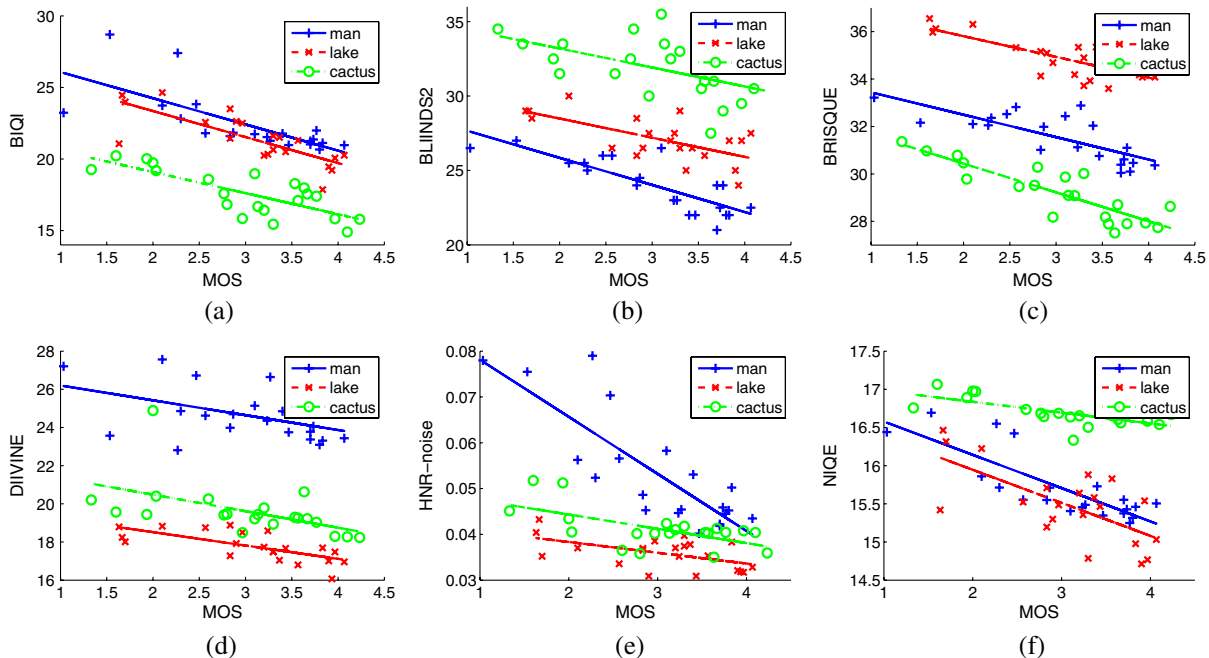 30
25
20
15
BIQI
man
lake
cactus
1 1.5 2 2.5 3 3.5 4 4.5
MOS
(a)
35
30
25
20
BLINDS2
man
lake
cactus
1 1.5 2 2.5 3 3.5 4 4.5
MOS
(b)
36
34
32
30
28
26
BRISQUE
man
lake
cactus
1 1.5 2 2.5 3 3.5 4 4.5
MOS
(c)
28
26
24
22
20
18
16
DIIVINE
man
lake
cactus
1 1.5 2 2.5 3 3.5 4 4.5
MOS
(d)
0.08
0.07
0.06
0.05
0.04
0.03
HNR-noise
man
lake
cactus
1 2 3 4
MOS
(e)
17.5
17
16.5
16
15.5
15
14.5
NIQE
man
lake
cactus
2 3 4
MOS
(f)